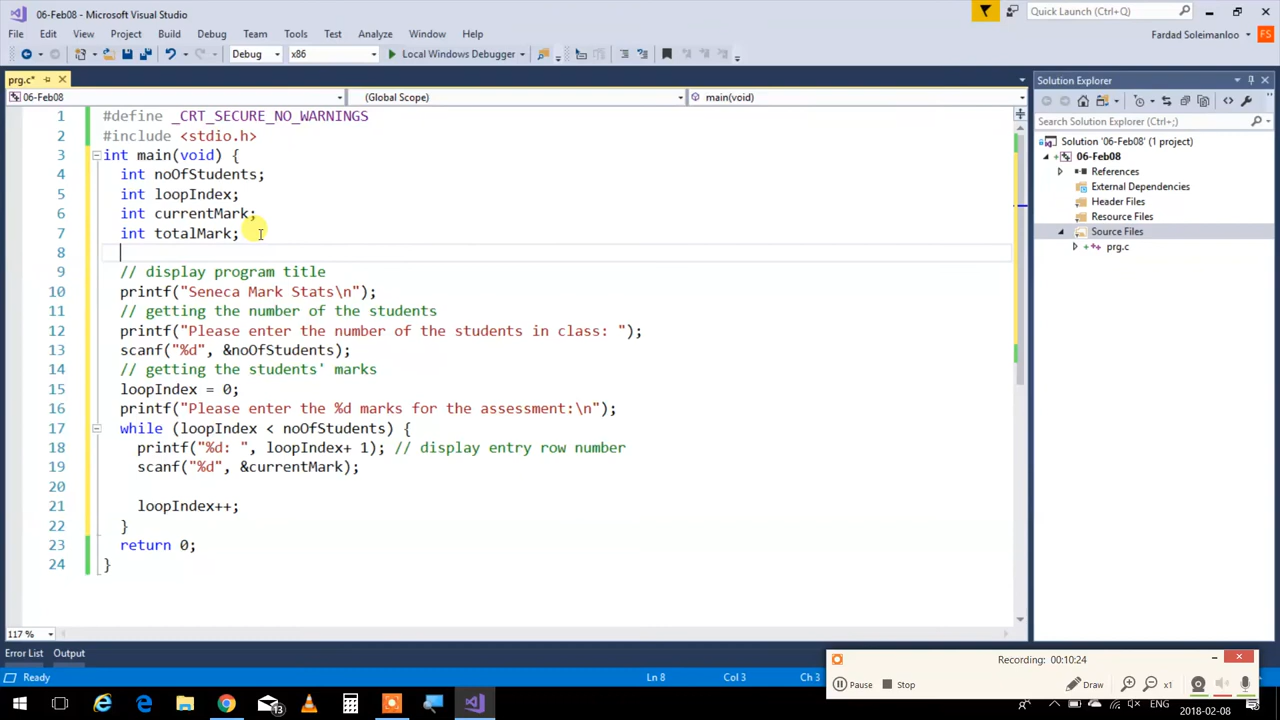 06-Feb08 - Microsoft Visual Studio
Quick Launch (Ctrl+Q)
File Edit View Project Build Debug Team Tools Test Analyze Window Help
Fardad Soleimanloo FS
Debug x86 Local Windows Debugger
prg.c*
Solution Explorer
06-Feb08 (Global Scope) main(void)
Search Solution Explorer (Ctrl+;)
Solution '06-Feb08' (1 project)
06-Feb08
References
External Dependencies
Header Files
Resource Files
Source Files
prg.c
1 #define _CRT_SECURE_NO_WARNINGS
2 #include <stdio.h>
3 int main(void) {
4 int noOfStudents;
5 int loopIndex;
6 int currentMark;
7 int totalMark;
8
9 // display program title
10 printf("Seneca Mark Stats\n");
11 // getting the number of the students
12 printf("Please enter the number of the students in class: ");
13 scanf("%d", &noOfStudents);
14 // getting the students' marks
15 loopIndex = 0;
16 printf("Please enter the %d marks for the assessment:\n");
17 while (loopIndex < noOfStudents) {
18 printf("%d: ", loopIndex+ 1); // display entry row number
19 scanf("%d", &currentMark);
20
21 loopIndex++;
22 }
23 return 0;
24 }
117 %
Error List Output
Recording: 00:10:24
Ready Ln 8 Col 3 Ch 3
Pause Stop Draw x1
13
ENG
2018-02-08